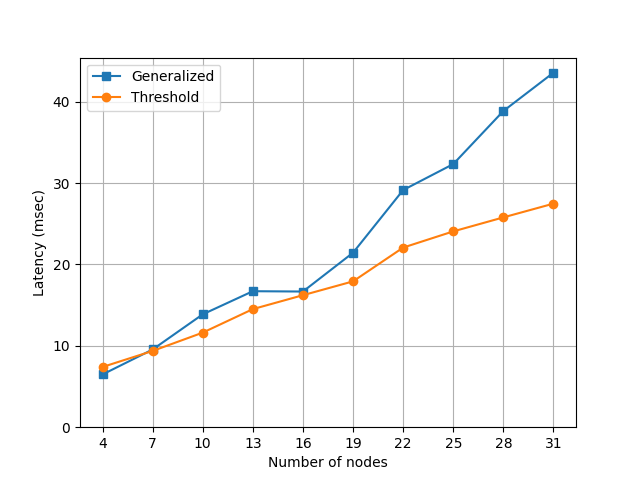 Generalized
Threshold
Latency (msec)
40
30
20
10
0
4 7 10 13 16 19 22 25 28 31
Number of nodes